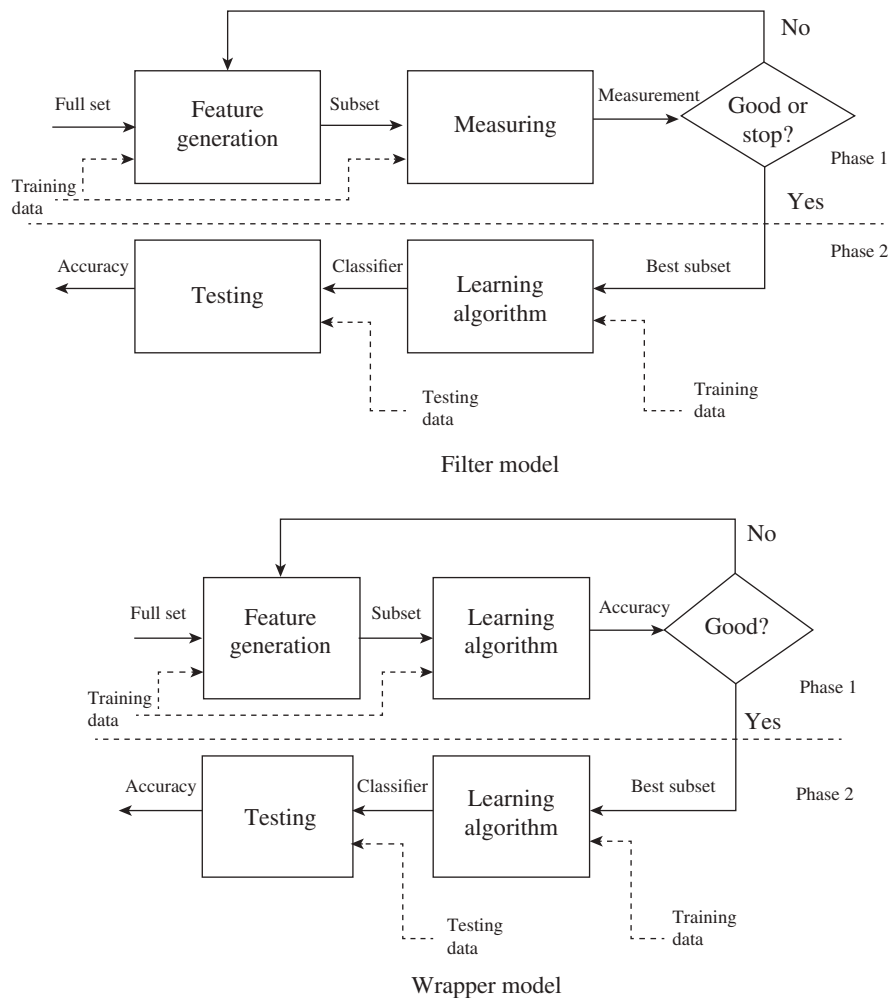 No
Full set
Feature
generation
Subset
Measuring
Measurement
Good or
stop?
Phase 1
Training
data
Yes
Phase 2
Accuracy
Testing
Classifier
Learning
algorithm
Best subset
Testing
data
Training
data
Filter model
No
Full set
Feature
generation
Subset
Learning
algorithm
Accuracy
Good?
Phase 1
Training
data
Yes
Accuracy
Testing
Classifier
Learning
algorithm
Best subset
Phase 2
Testing
data
Training
data
Wrapper model